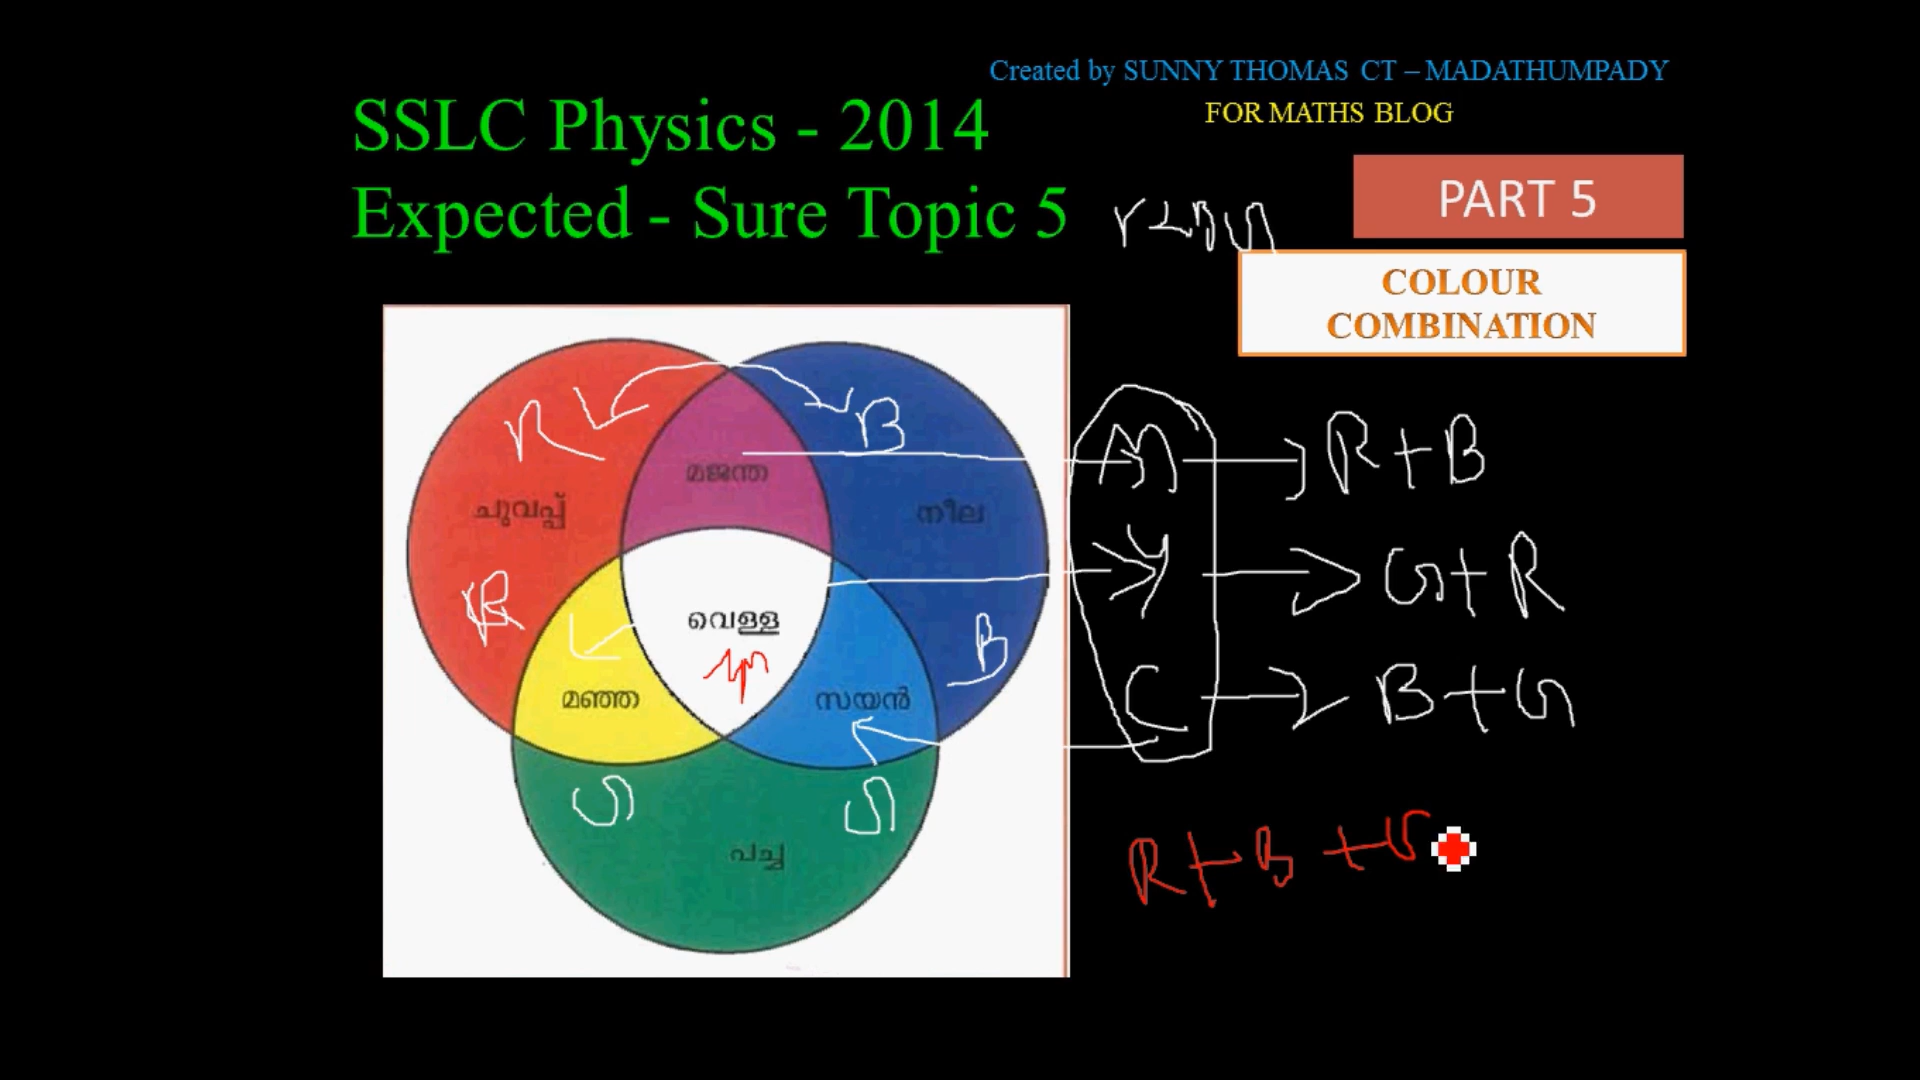 Created by SUNNY THOMAS CT – MADATHUMPADY
FOR MATHS BLOG
SSLC Physics - 2014
Expected - Sure Topic 5
PART 5
COLOUR
COMBINATION
R B
മജന്ത
ചുവപ്പ്
നീല
R
വെള്ള
B
മഞ്ഞ
സയൻ
G G
പച്ച
M → R + B
Y → G + R
C → B + G
R + B + G